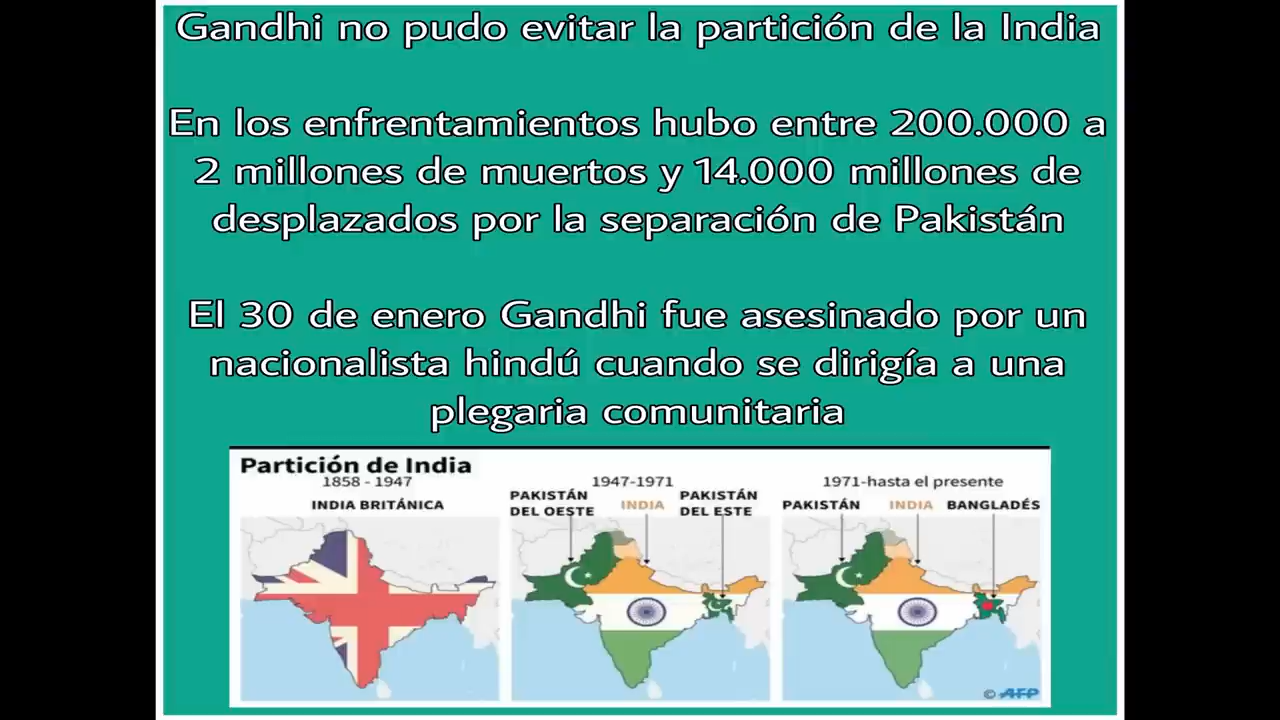 Gandhi no pudo evitar la partición de la India
En los enfrentamientos hubo entre 200.000 a
2 millones de muertos y 14.000 millones de
desplazados por la separación de Pakistán
El 30 de enero Gandhi fue asesinado por un
nacionalista hindú cuando se dirigía a una
plegaria comunitaria
Partición de India
1858 - 1947
INDIA BRITÁNICA
1947-1971
PAKISTÁN DEL OESTE
INDIA
PAKISTÁN DEL ESTE
1971-hasta el presente
PAKISTÁN
INDIA
BANGLADÉS
© AFP